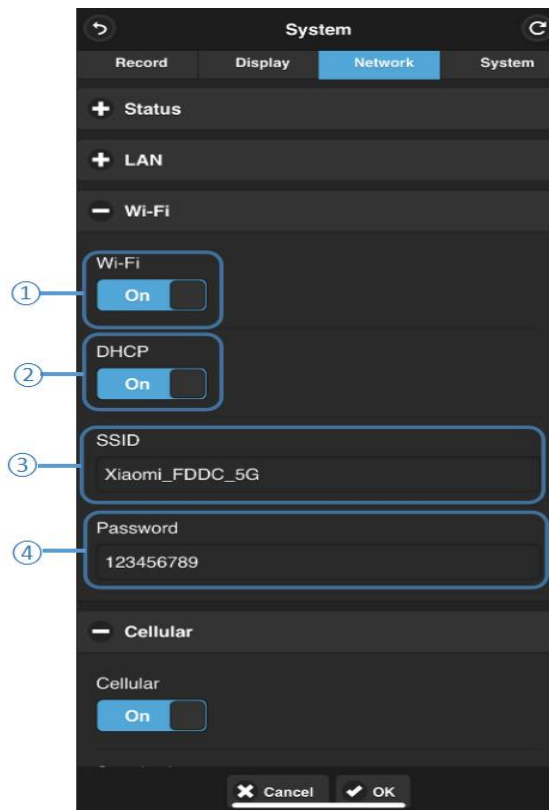 System
Record Display Network System
Status
LAN
Wi-Fi
① Wi-Fi
On
② DHCP
On
③ SSID
Xiaomi_FDDC_5G
④ Password
123456789
Cellular
Cellular
On
Cancel OK